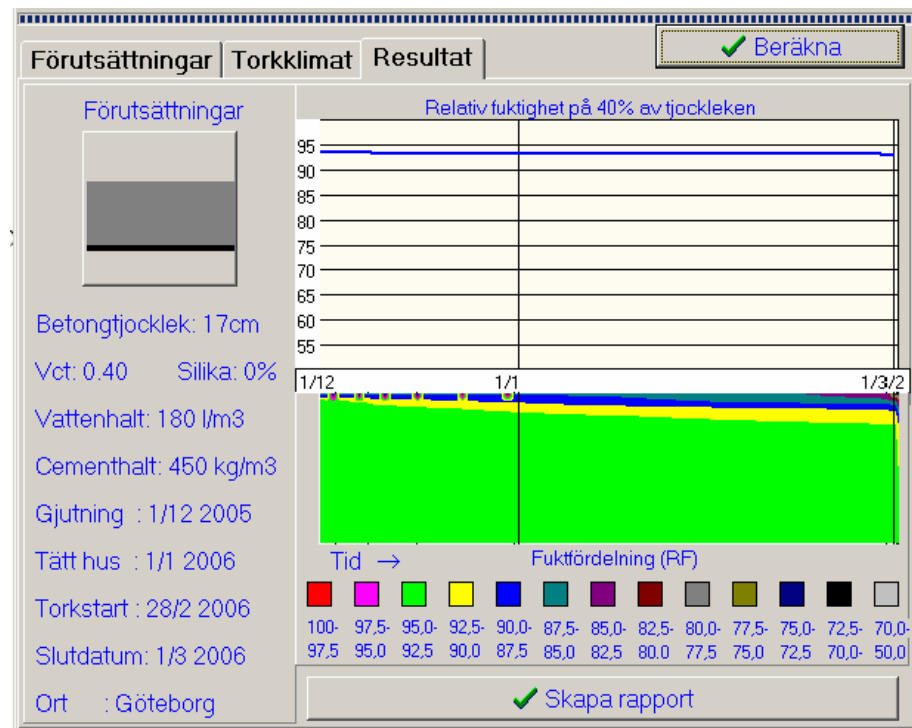 Beräkna
Förutsättningar Torkklimat Resultat
Förutsättningar
Betongtjocklek: 17cm
Vct: 0.40 Silika: 0%
Vattenhalt: 180 l/m3
Cementhalt: 450 kg/m3
Gjutning : 1/12 2005
Tätt hus : 1/1 2006
Torkstart : 28/2 2006
Slutdatum: 1/3 2006
Ort : Göteborg
Relativ fuktighet på 40% av tjockleken
95
90
85
80
75
70
65
60
55
1/12 1/1 1/3/2
Tid → Fuktfördelning (RF)
100- 97,5- 95,0- 92,5- 90,0- 87,5- 85,0- 82,5- 80,0- 77,5- 75,0- 72,5- 70,0-
97,5 95,0 92,5 90,0 87,5 85,0 82,5 80.0 77,5 75,0 72,5 70,0- 50,0
Skapa rapport